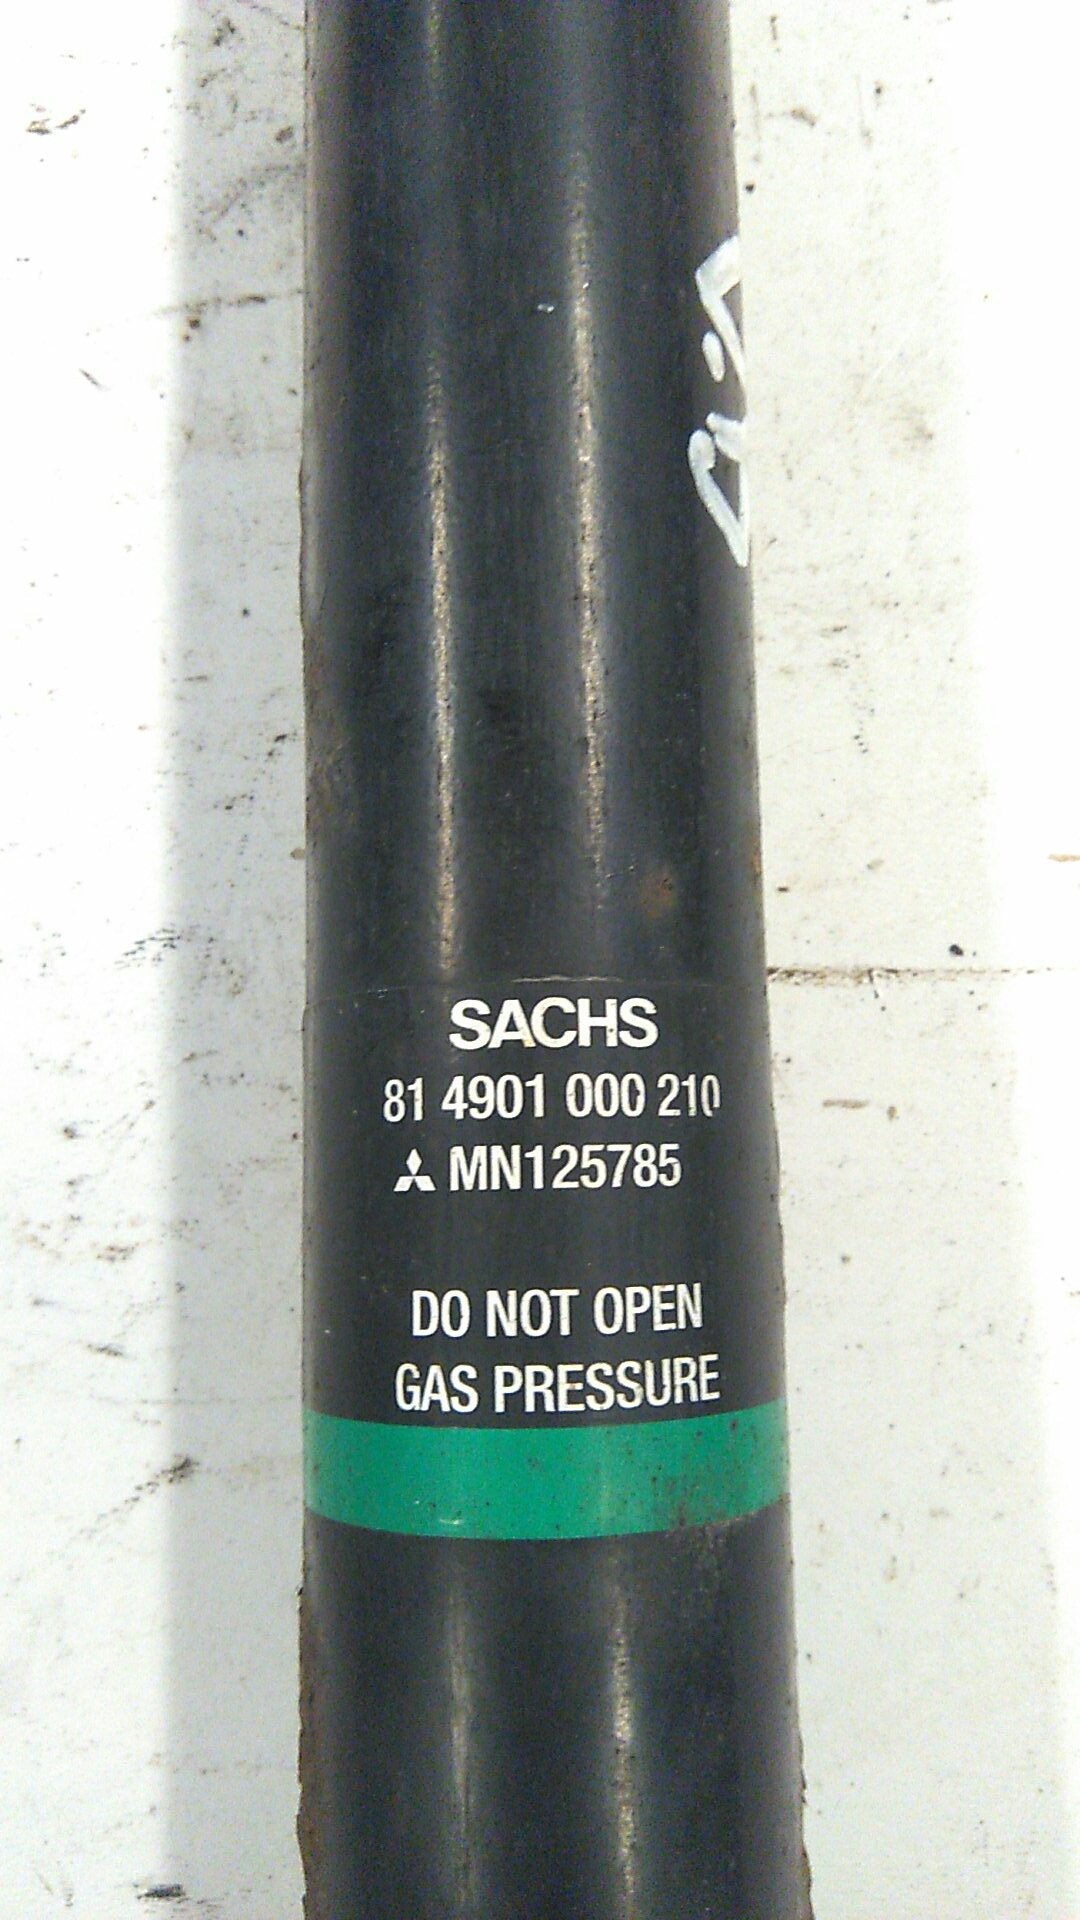 SACHS
81 4901 000 210
MN125785
DO NOT OPEN
GAS PRESSURE